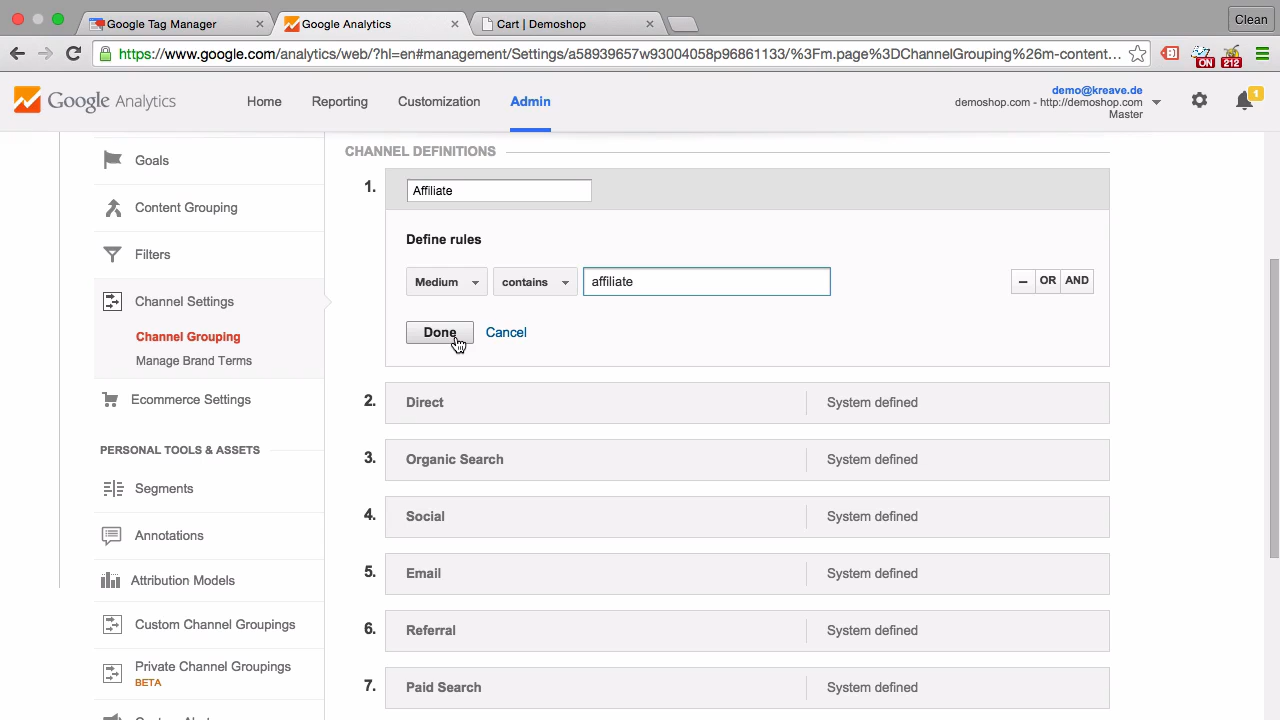 Google Tag Manager
Google Analytics
Cart | Demoshop
Clean
https://www.google.com/analytics/web/?hl=en#management/Settings/a58939657w93004058p96861133/%3Fm.page%3DChannelGrouping%26m-content...
ON
212
Google Analytics
Home
Reporting
Customization
Admin
demo@kreave.de
demoshop.com - http://demoshop.com
Master
1
Goals
Content Grouping
Filters
Channel Settings
Channel Grouping
Manage Brand Terms
Ecommerce Settings
PERSONAL TOOLS & ASSETS
Segments
Annotations
Attribution Models
Custom Channel Groupings
Private Channel Groupings
BETA
CHANNEL DEFINITIONS
1. Affiliate
Define rules
Medium contains affiliate – OR AND
Done Cancel
2. Direct System defined
3. Organic Search System defined
4. Social System defined
5. Email System defined
6. Referral System defined
7. Paid Search System defined